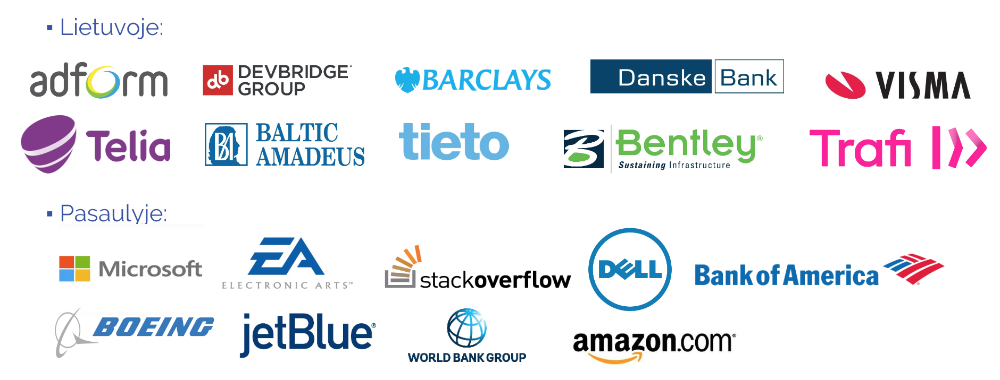 ▪ Lietuvoje:
adform
db DEVBRIDGE GROUP
BARCLAYS
Danske Bank
VISMA
Telia
BA BALTIC AMADEUS
tieto
B Bentley®
Sustaining Infrastructure
Trafi
▪ Pasaulyje:
Microsoft
EA
ELECTRONIC ARTS™
stackoverflow
DELL
Bank of America®
BOEING
jetBlue®
WORLD BANK GROUP
amazon.com®